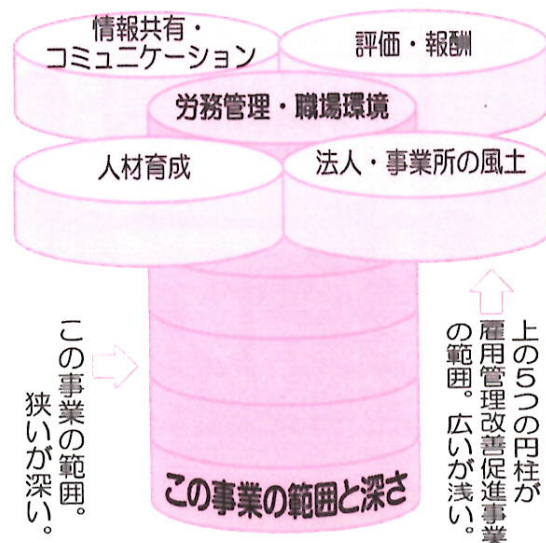 情報共有・
コミュニケーション
評価・報酬
労務管理・職場環境
人材育成
法人・事業所の風土
上の5つの円柱が
雇用管理改善促進事業
の範囲。広いが浅い。
この事業の範囲。
狭いが深い。
この事業の範囲と深さ